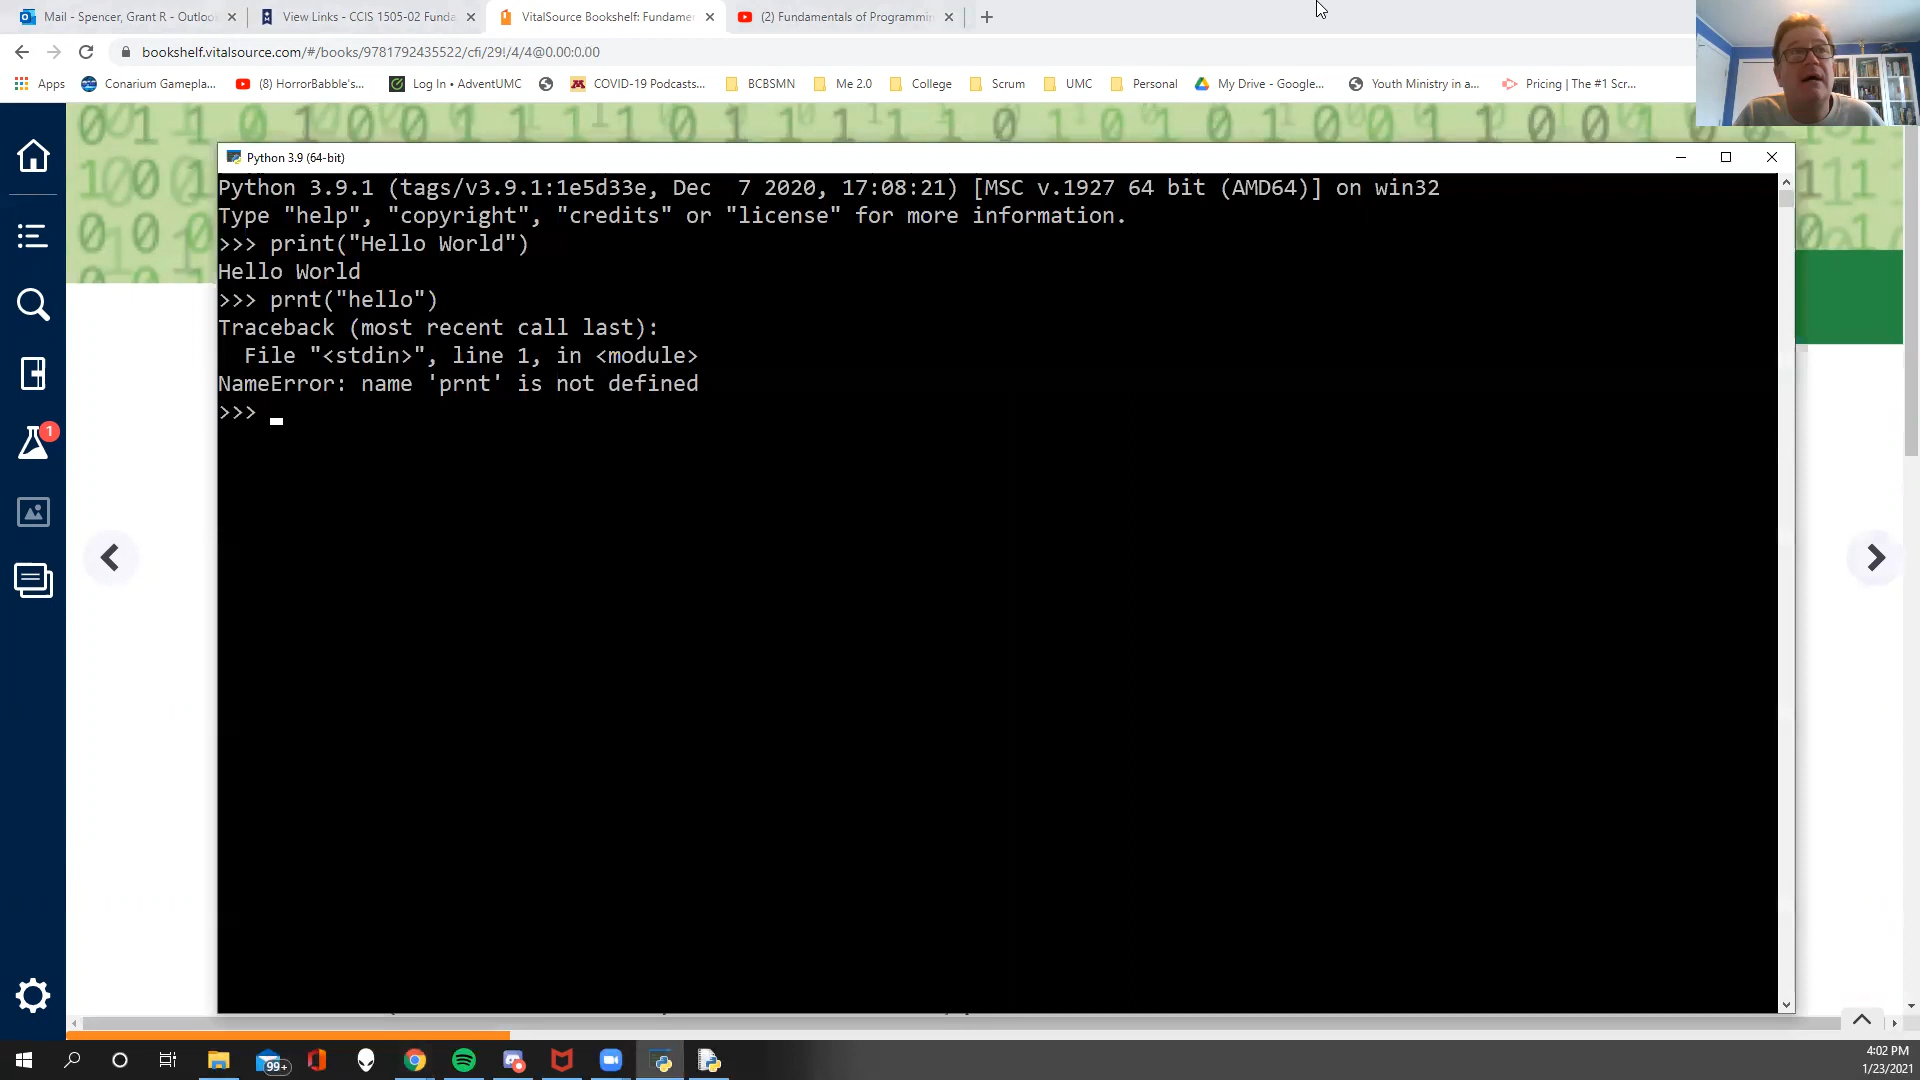 Mail - Spencer, Grant R - Outloo
View Links - CCIS 1505-02 Funda
VitalSource Bookshelf: Fundamen
(2) Fundamentals of Programmin
bookshelf.vitalsource.com/#/books/9781792435522/cfi/29!/4/4@0.00:0.00
Apps
Conarium Gamepla...
(8) HorrorBabble's...
Log In • AdventUMC
COVID-19 Podcasts...
BCBSMN
Me 2.0
College
Scrum
UMC
Personal
My Drive - Google...
Youth Ministry in a...
Pricing | The #1 Scr...
Python 3.9 (64-bit)
Python 3.9.1 (tags/v3.9.1:1e5d33e, Dec  7 2020, 17:08:21) [MSC v.1927 64 bit (AMD64)] on win32
Type "help", "copyright", "credits" or "license" for more information.
>>> print("Hello World")
Hello World
>>> prnt("hello")
Traceback (most recent call last):
  File "<stdin>", line 1, in <module>
NameError: name 'prnt' is not defined
>>>
1
99+
4:02 PM
1/23/2021